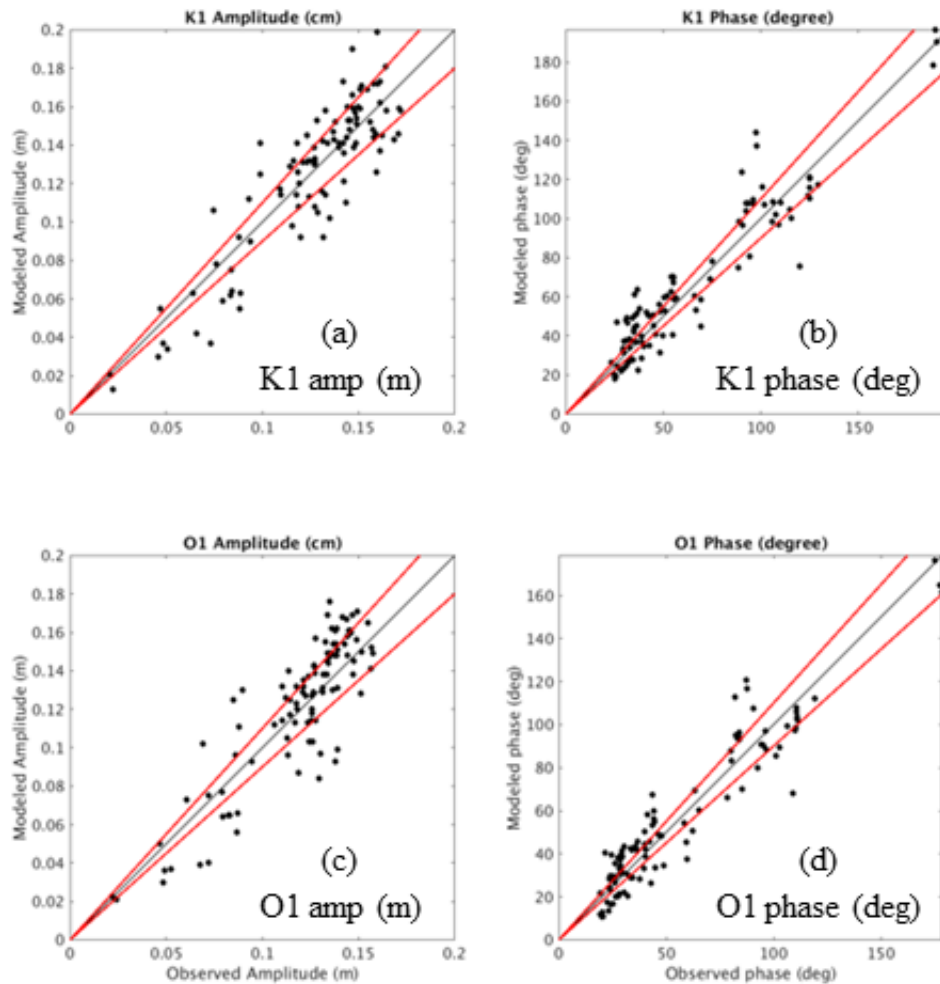 K1 Amplitude (cm)
0.2
0.18
0.16
0.14
0.12
0.1
0.08
0.06
0.04
0.02
0
Modeled Amplitude (m)
(a)
K1 amp (m)
0 0.05 0.1 0.15 0.2
K1 Phase (degree)
180
160
140
120
100
80
60
40
20
0
Modeled phase (deg)
(b)
K1 phase (deg)
0 50 100 150
O1 Amplitude (cm)
0.2
0.18
0.16
0.14
0.12
0.1
0.08
0.06
0.04
0.02
0
Modeled Amplitude (m)
(c)
O1 amp (m)
0 0.05 0.1 0.15 0.2
Observed Amplitude (m)
O1 Phase (degree)
160
140
120
100
80
60
40
20
0
Modeled phase (deg)
(d)
O1 phase (deg)
0 50 100 150
Observed phase (deg)